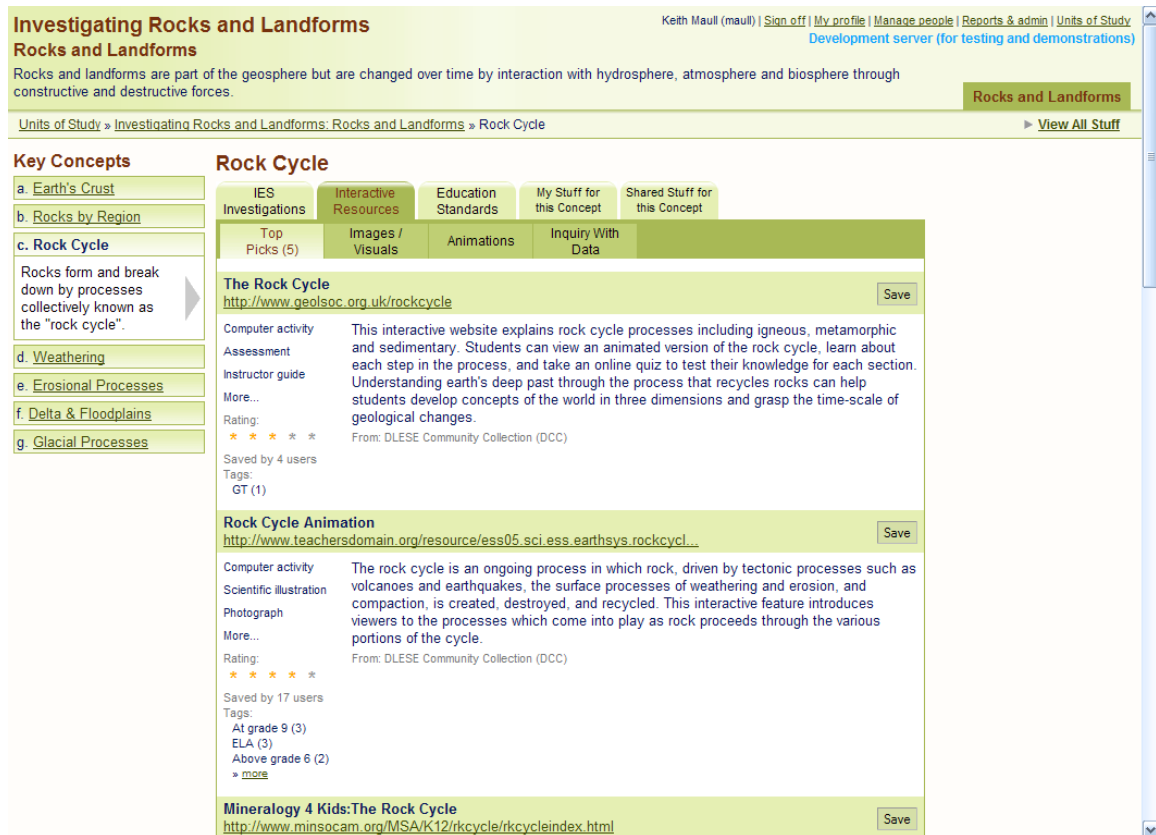 Investigating Rocks and Landforms
Keith Maull (maull) | Sign off | My profile | Manage people | Reports & admin | Units of Study
Rocks and Landforms
Development server (for testing and demonstrations)
Rocks and landforms are part of the geosphere but are changed over time by interaction with hydrosphere, atmosphere and biosphere through
constructive and destructive forces.
Rocks and Landforms
Units of Study » Investigating Rocks and Landforms: Rocks and Landforms » Rock Cycle
View All Stuff
Key Concepts
a. Earth's Crust
b. Rocks by Region
c. Rock Cycle
Rocks form and break
down by processes
collectively known as
the "rock cycle".
d. Weathering
e. Erosional Processes
f. Delta & Floodplains
g. Glacial Processes
Rock Cycle
IES
Investigations
Interactive
Resources
Education
Standards
My Stuff for
this Concept
Shared Stuff for
this Concept
Top
Picks (5)
Images /
Visuals
Animations
Inquiry With
Data
The Rock Cycle
http://www.geolsoc.org.uk/rockcycle
Save
Computer activity
Assessment
Instructor guide
More...
Rating:
* * * * *
Saved by 4 users
Tags:
GT (1)
This interactive website explains rock cycle processes including igneous, metamorphic
and sedimentary. Students can view an animated version of the rock cycle, learn about
each step in the process, and take an online quiz to test their knowledge for each section.
Understanding earth's deep past through the process that recycles rocks can help
students develop concepts of the world in three dimensions and grasp the time-scale of
geological changes.
From: DLESE Community Collection (DCC)
Rock Cycle Animation
http://www.teachersdomain.org/resource/ess05.sci.ess.earthsys.rockcycl...
Save
Computer activity
Scientific illustration
Photograph
More...
Rating:
* * * * *
Saved by 17 users
Tags:
At grade 9 (3)
ELA (3)
Above grade 6 (2)
» more
The rock cycle is an ongoing process in which rock, driven by tectonic processes such as
volcanoes and earthquakes, the surface processes of weathering and erosion, and
compaction, is created, destroyed, and recycled. This interactive feature introduces
viewers to the processes which come into play as rock proceeds through the various
portions of the cycle.
From: DLESE Community Collection (DCC)
Mineralogy 4 Kids:The Rock Cycle
http://www.minsocam.org/MSA/K12/rkcycle/rkcycleindex.html
Save